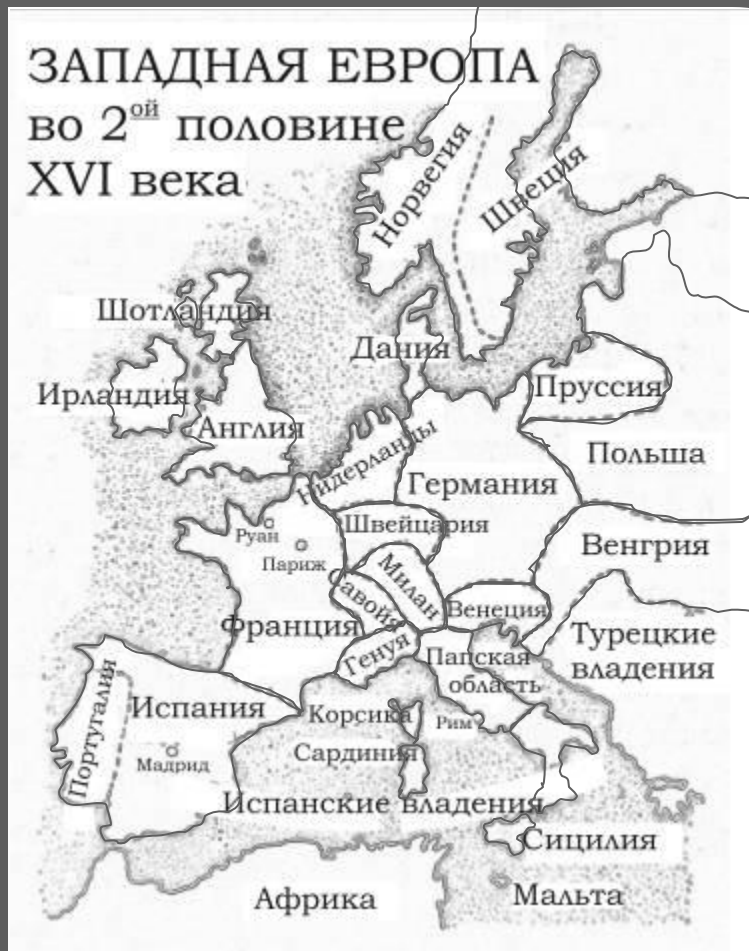 ЗАПАДНАЯ ЕВРОПА
во 2ой половине
XVI века
Норвегия
Швеция
Шотландия
Дания
Ирландия
Пруссия
Англия
Нидерланды
Польша
Германия
Швейцария
Руан
Париж
Венгрия
Савойя
Милан
Венеция
Франция
Генуя
Турецкие
владения
Папская
область
Португалия
Испания
Корсика
Рим
Мадрид
Сардиния
Испанские владения
Сицилия
Африка
Мальта